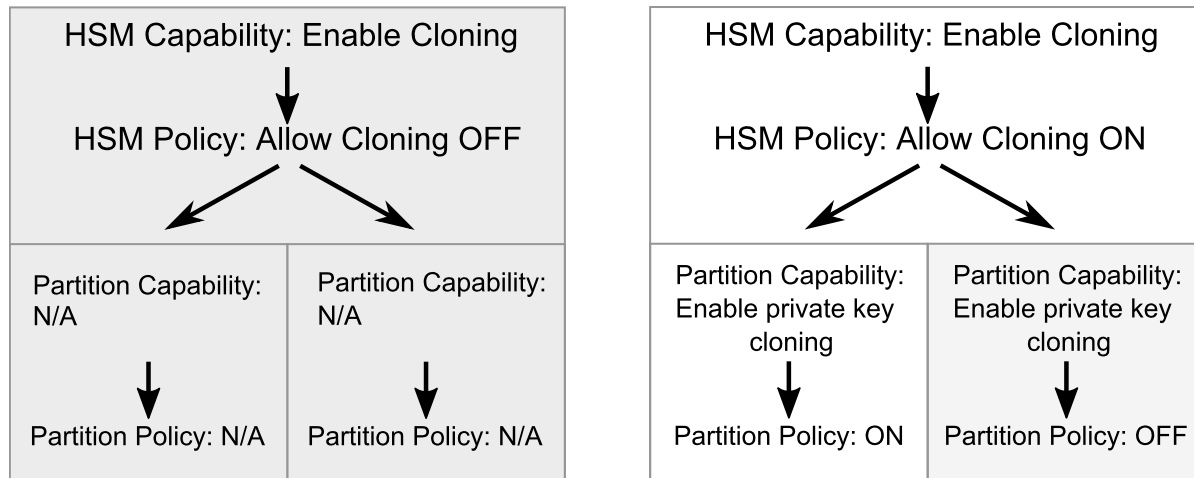 HSM Capability: Enable Cloning
HSM Policy: Allow Cloning OFF
Partition Capability:
N/A
Partition Policy: N/A
Partition Capability:
N/A
Partition Policy: N/A
HSM Capability: Enable Cloning
HSM Policy: Allow Cloning ON
Partition Capability:
Enable private key
cloning
Partition Policy: ON
Partition Capability:
Enable private key
cloning
Partition Policy: OFF